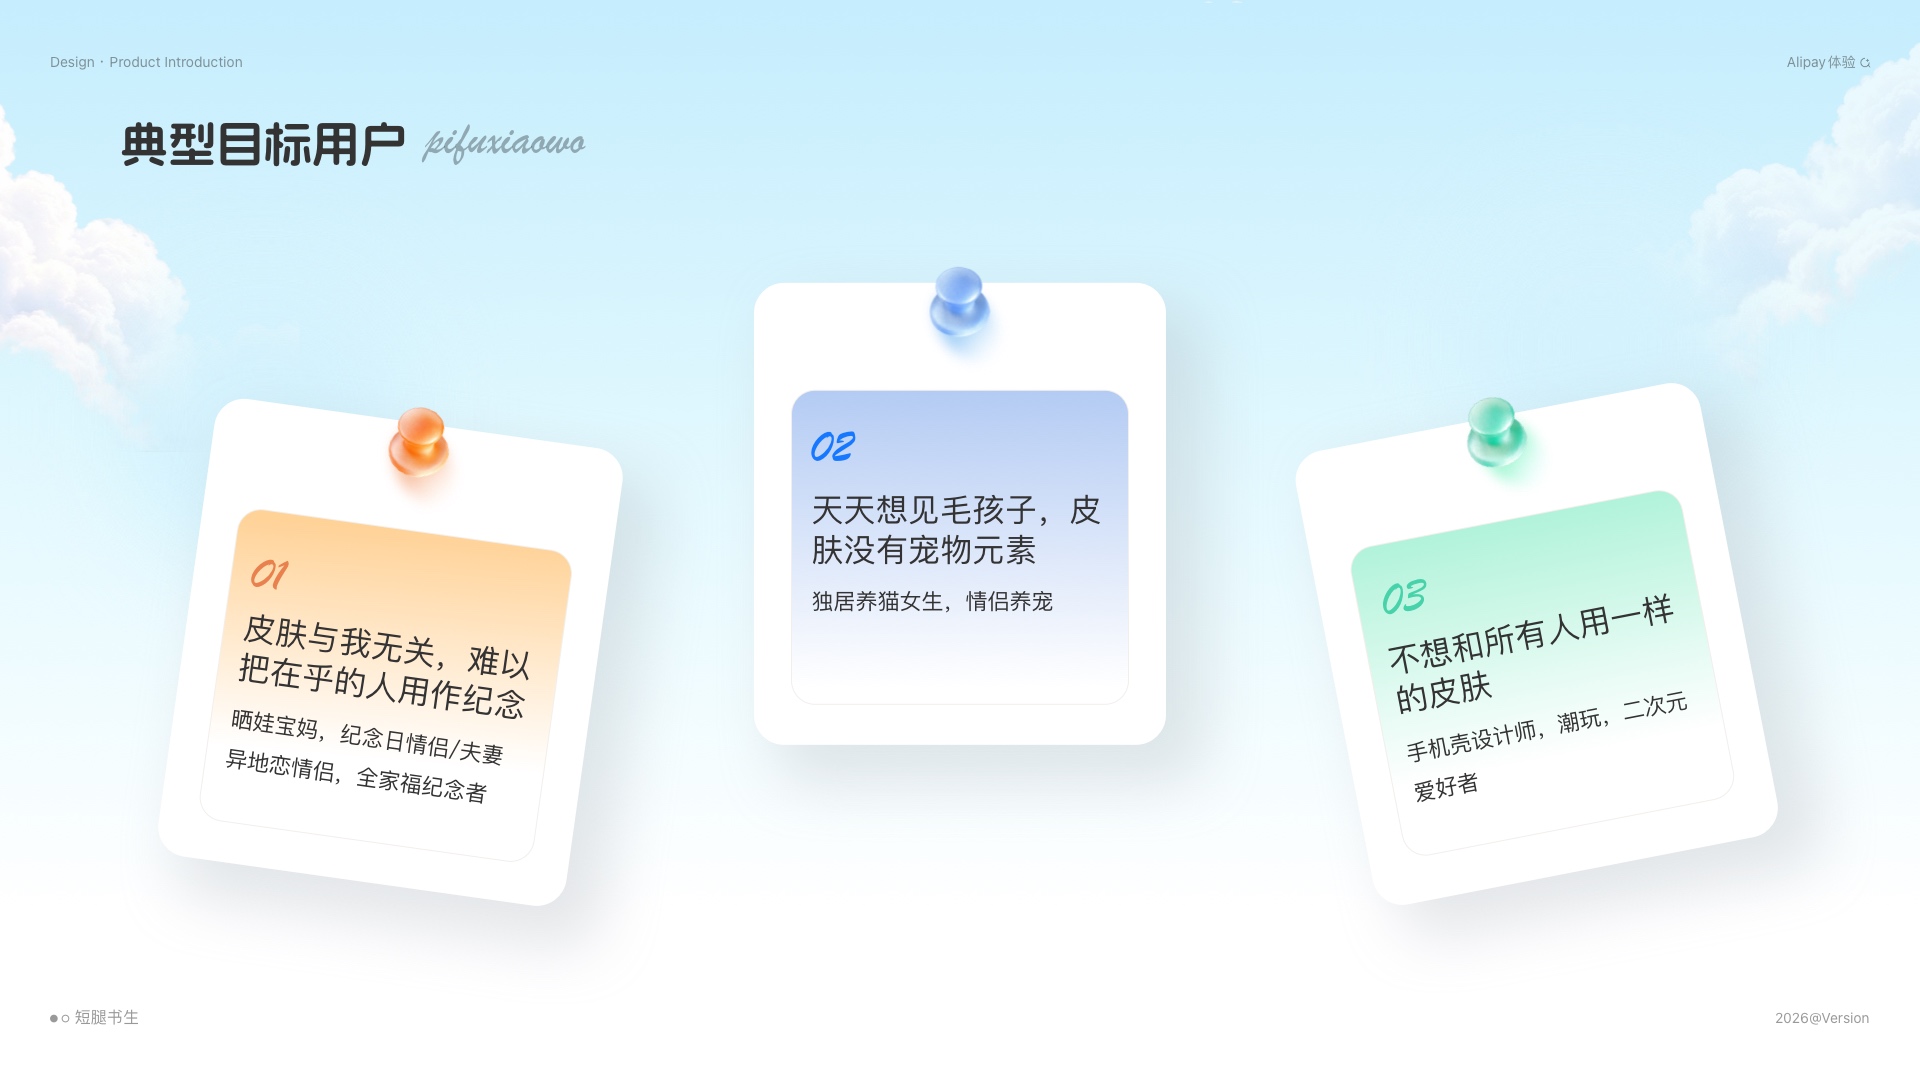 Design · Product Introduction
Alipay体验
典型目标用户 pifuxiaowo
01
皮肤与我无关，难以
把在乎的人用作纪念
晒娃宝妈，纪念日情侣/夫妻
异地恋情侣，全家福纪念者
02
天天想见毛孩子，皮
肤没有宠物元素
独居养猫女生，情侣养宠
03
不想和所有人用一样
的皮肤
手机壳设计师，潮玩，二次元
爱好者
短腿书生
2026@Version